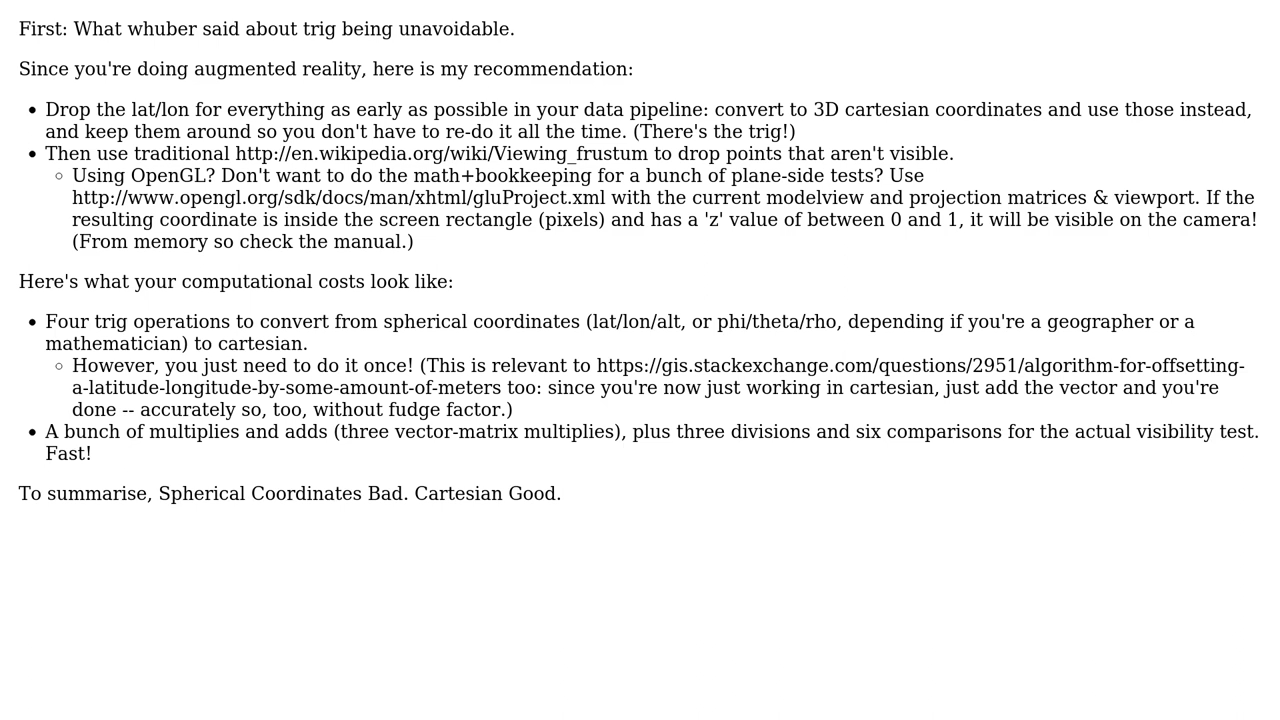 First: What whuber said about trig being unavoidable.
Since you're doing augmented reality, here is my recommendation:
Drop the lat/lon for everything as early as possible in your data pipeline: convert to 3D cartesian coordinates and use those instead,
and keep them around so you don't have to re-do it all the time. (There's the trig!)
Then use traditional http://en.wikipedia.org/wiki/Viewing_frustum to drop points that aren't visible.
Using OpenGL? Don't want to do the math+bookkeeping for a bunch of plane-side tests? Use
http://www.opengl.org/sdk/docs/man/xhtml/gluProject.xml with the current modelview and projection matrices & viewport. If the
resulting coordinate is inside the screen rectangle (pixels) and has a 'z' value of between 0 and 1, it will be visible on the camera!
(From memory so check the manual.)
Here's what your computational costs look like:
Four trig operations to convert from spherical coordinates (lat/lon/alt, or phi/theta/rho, depending if you're a geographer or a
mathematician) to cartesian.
However, you just need to do it once! (This is relevant to https://gis.stackexchange.com/questions/2951/algorithm-for-offsetting-
a-latitude-longitude-by-some-amount-of-meters too: since you're now just working in cartesian, just add the vector and you're
done -- accurately so, too, without fudge factor.)
A bunch of multiplies and adds (three vector-matrix multiplies), plus three divisions and six comparisons for the actual visibility test.
Fast!
To summarise, Spherical Coordinates Bad. Cartesian Good.